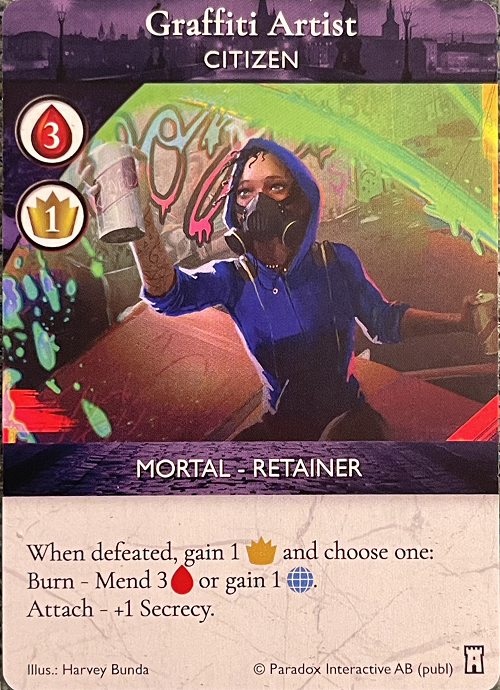 Graffiti Artist
CITIZEN
3
1
MORTAL - RETAINER
When defeated, gain 1 and choose one:
Burn - Mend 3 or gain 1 .
Attach - +1 Secrecy.
Illus.: Harvey Bunda © Paradox Interactive AB (publ)